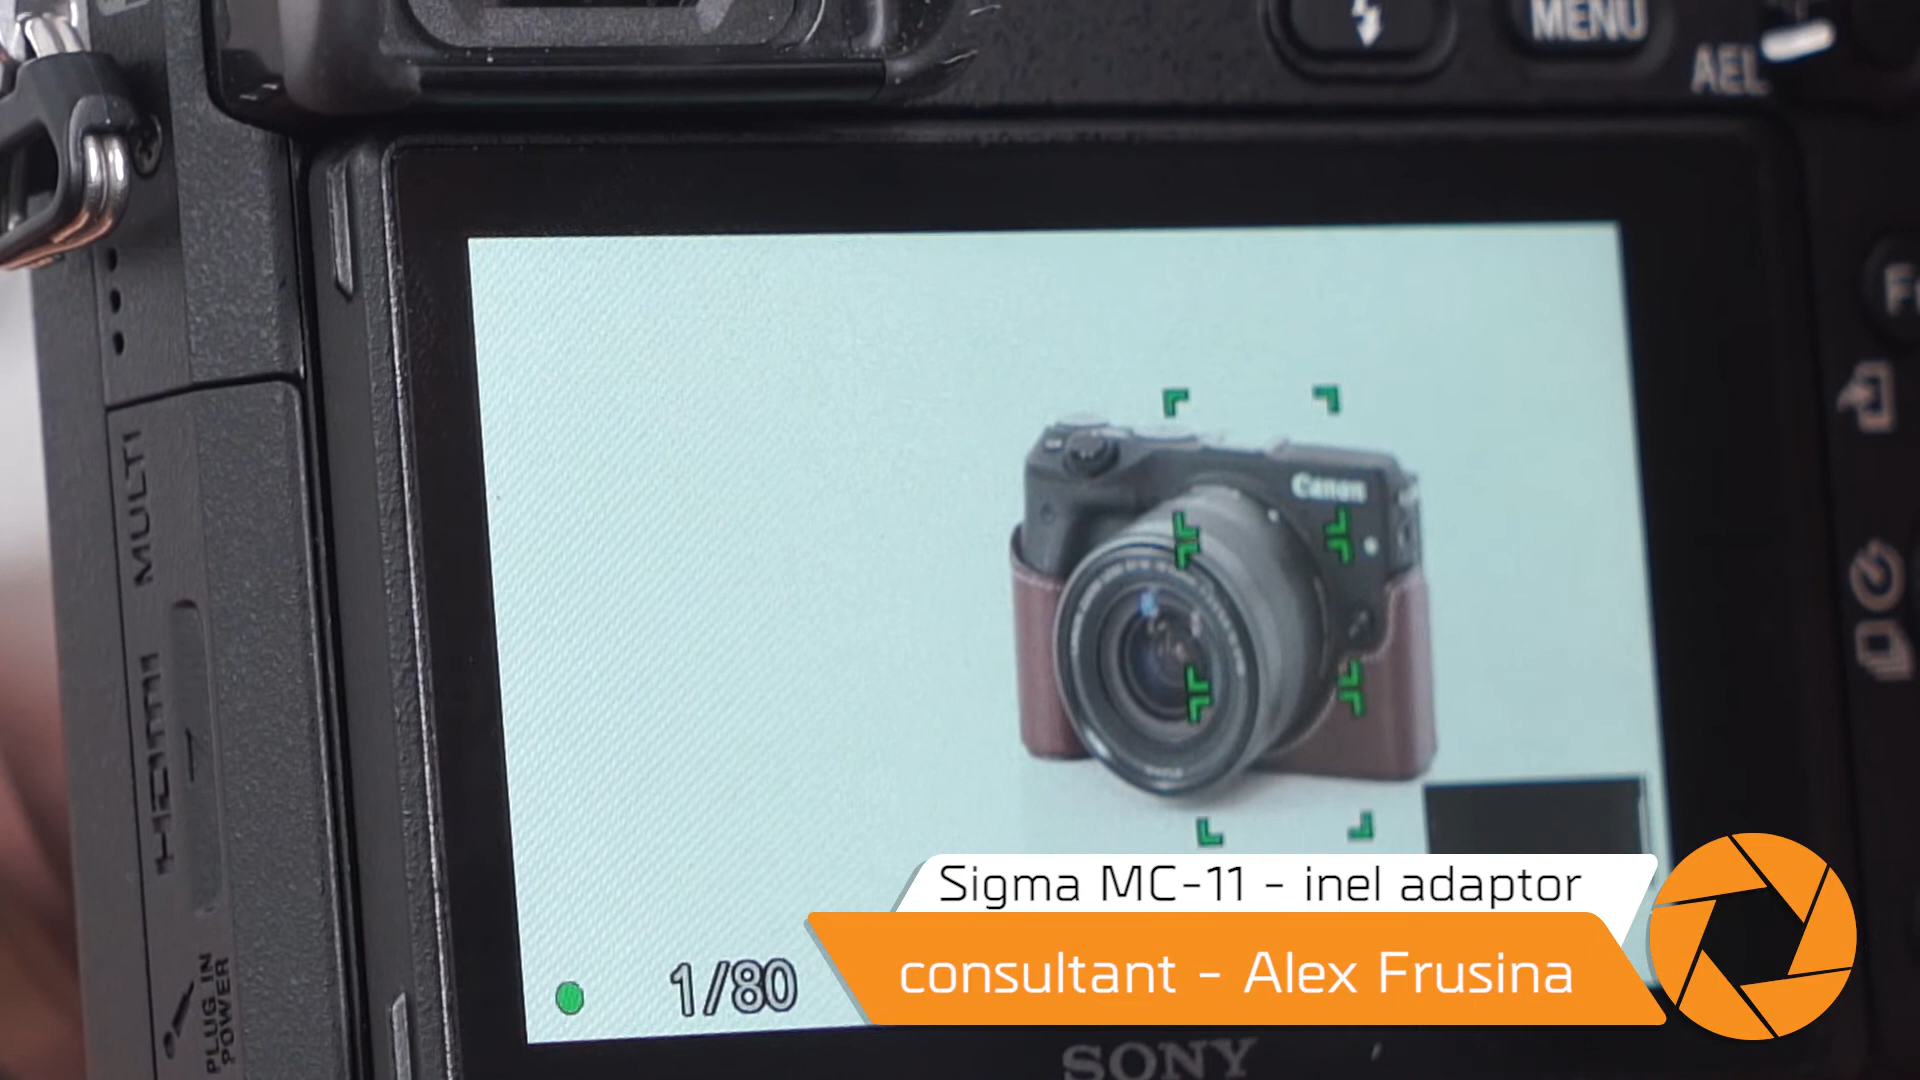 MENU
AEL
MULTI
HDMI
PLUG IN
POWER
Canon
1/80
SONY
Sigma MC-11 - inel adaptor
consultant - Alex Frusina